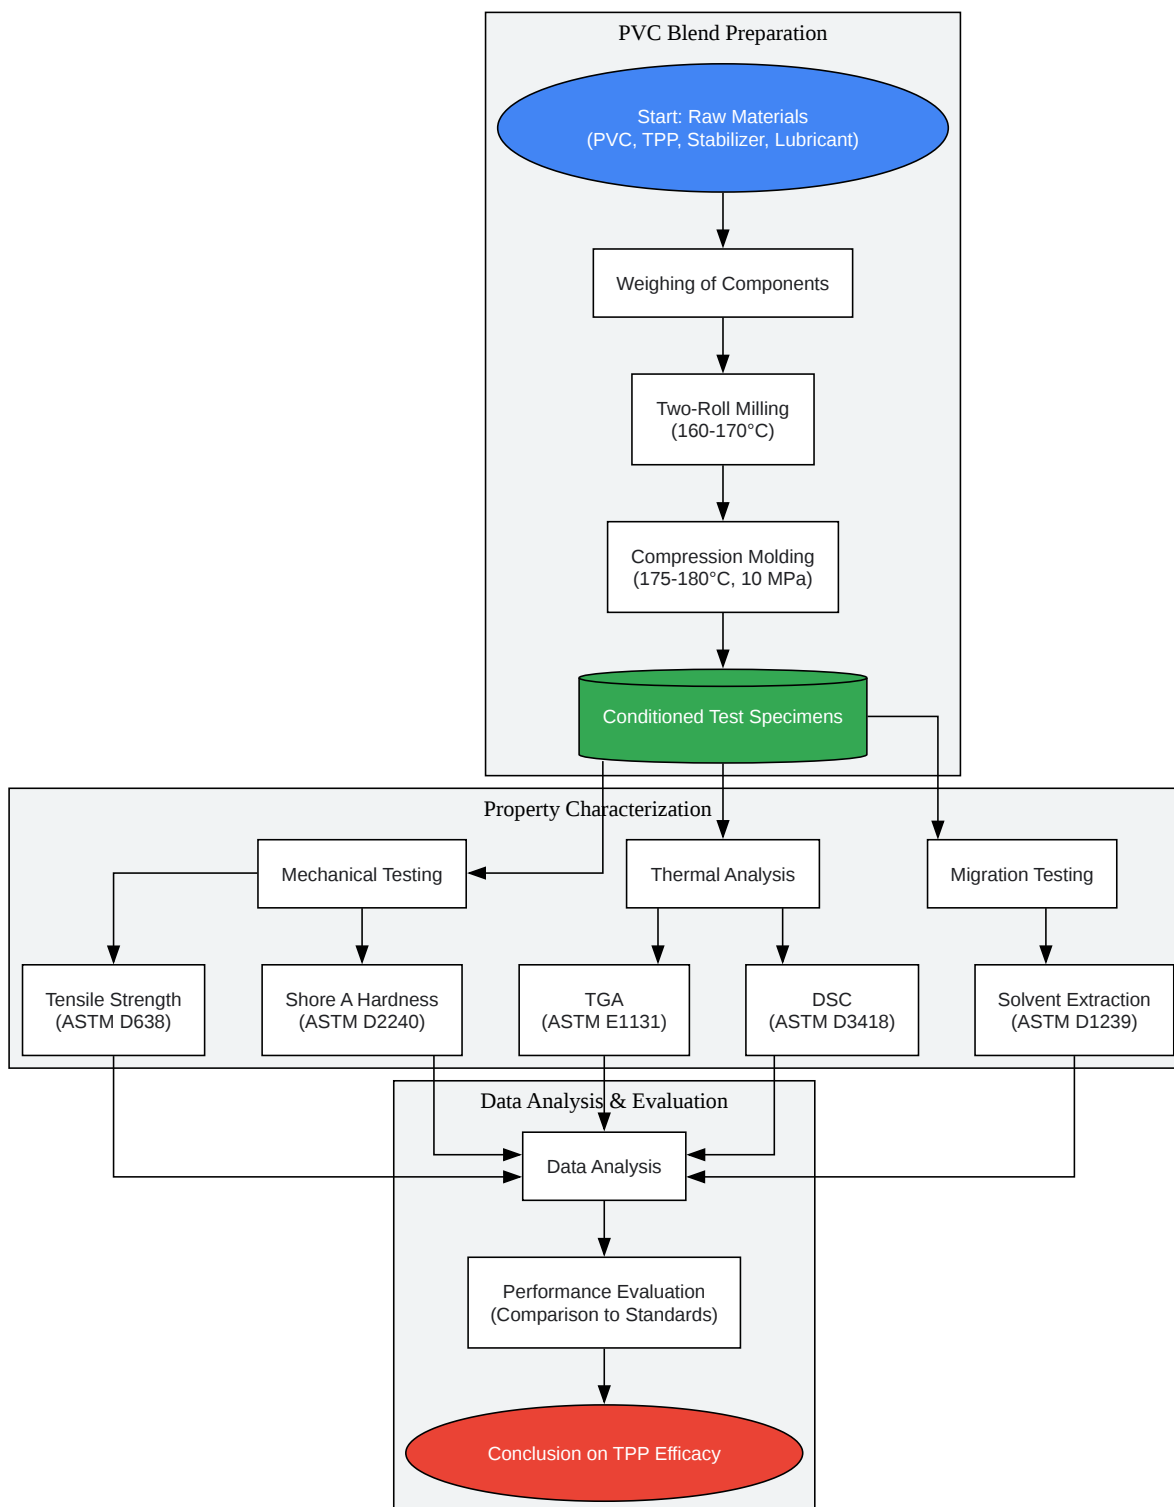 PVC Blend Preparation
Start: Raw Materials
(PVC, TPP, Stabilizer, Lubricant)
Weighing of Components
Two-Roll Milling
(160-170°C)
Compression Molding
(175-180°C, 10 MPa)
Conditioned Test Specimens
Property Characterization
Mechanical Testing
Thermal Analysis
Migration Testing
Tensile Strength
(ASTM D638)
Shore A Hardness
(ASTM D2240)
TGA
(ASTM E1131)
DSC
(ASTM D3418)
Solvent Extraction
(ASTM D1239)
Data Analysis & Evaluation
Data Analysis
Performance Evaluation
(Comparison to Standards)
Conclusion on TPP Efficacy